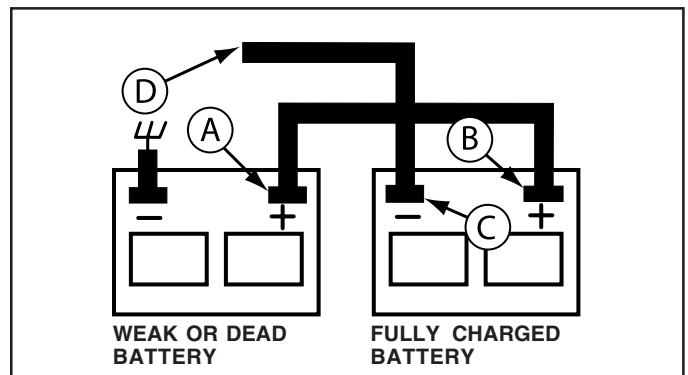 D
A
B
C
− +
− +
WEAK OR DEAD
BATTERY
FULLY CHARGED
BATTERY